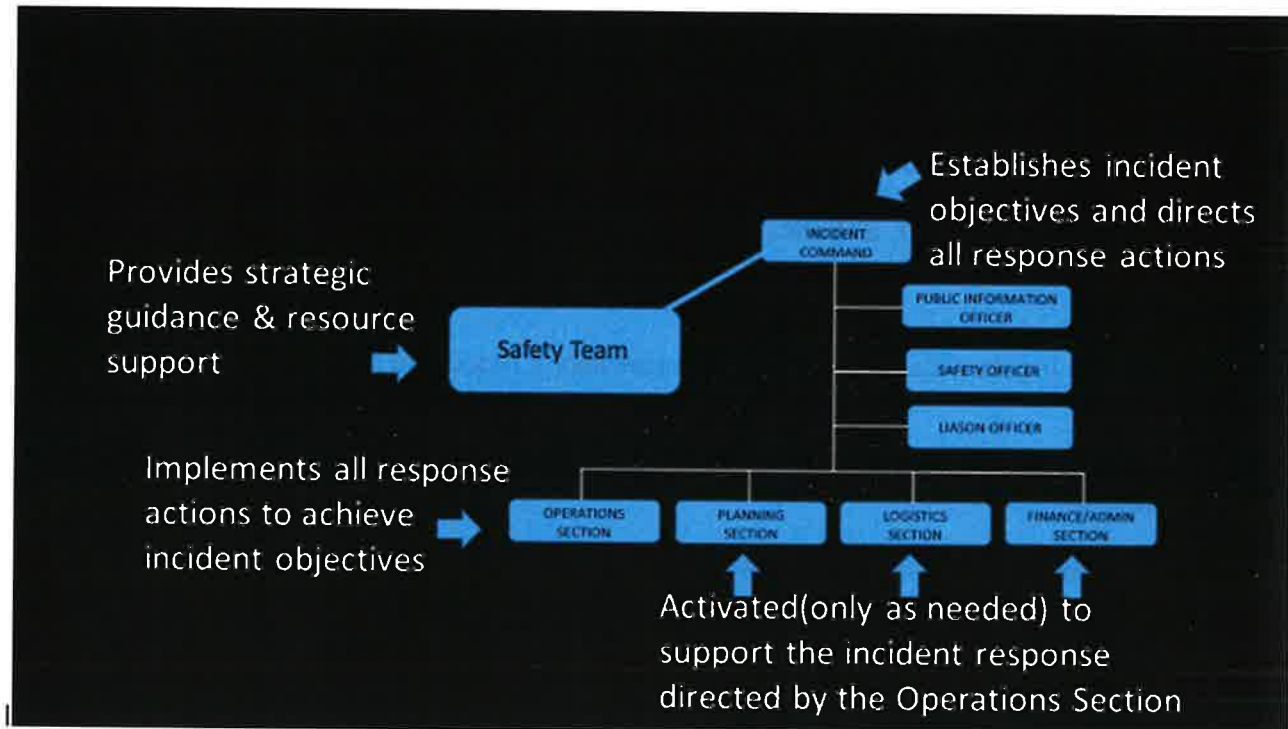 Establishes incident
objectives and directs
all response actions
INCIDENT
COMMAND
Provides strategic
guidance & resource
support
Safety Team
PUBLIC INFORMATION
OFFICER
SAFETY OFFICER
LIASON OFFICER
Implements all response
actions to achieve
incident objectives
OPERATIONS
SECTION
PLANNING
SECTION
LOGISTICS
SECTION
FINANCE/ADMIN
SECTION
Activated(only as needed) to
support the incident response
directed by the Operations Section